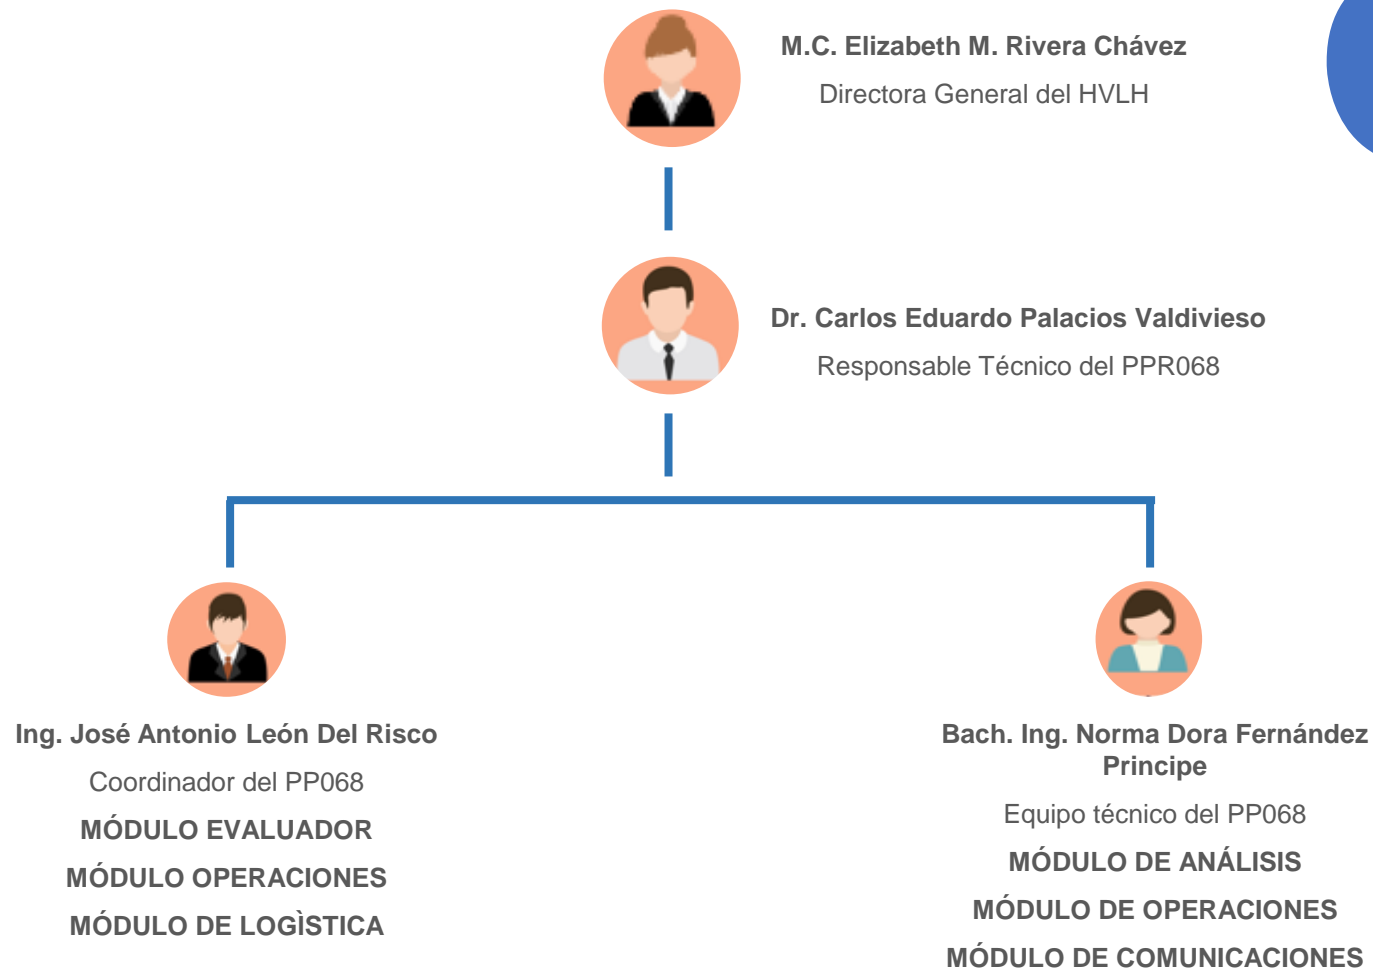 M.C. Elizabeth M. Rivera Chávez
Directora General del HVLH
Dr. Carlos Eduardo Palacios Valdivieso
Responsable Técnico del PPR068
Ing. José Antonio León Del Risco
Coordinador del PP068
MÓDULO EVALUADOR
MÓDULO OPERACIONES
MÓDULO DE LOGÌSTICA
Bach. Ing. Norma Dora Fernández
Principe
Equipo técnico del PP068
MÓDULO DE ANÁLISIS
MÓDULO DE OPERACIONES
MÓDULO DE COMUNICACIONES